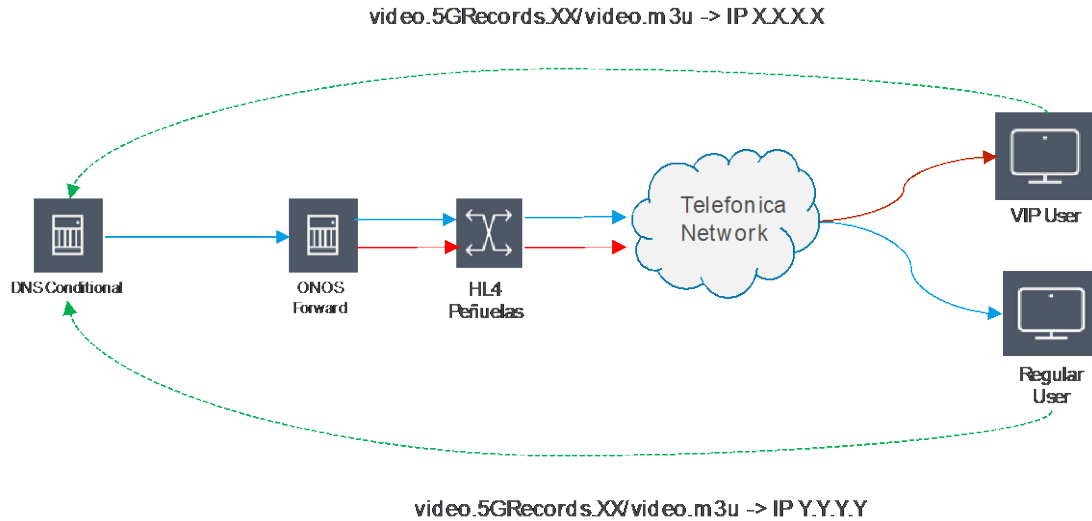 video.5GRecords.XX/video.m3u -> IP X.X.X.X
Telefonica
Network
VIP User
DNS Conditional
ONOS
Forward
HL4
Peñuelas
Regular
User
video.5GRecords.XX/video.m3u -> IP Y.Y.Y.Y